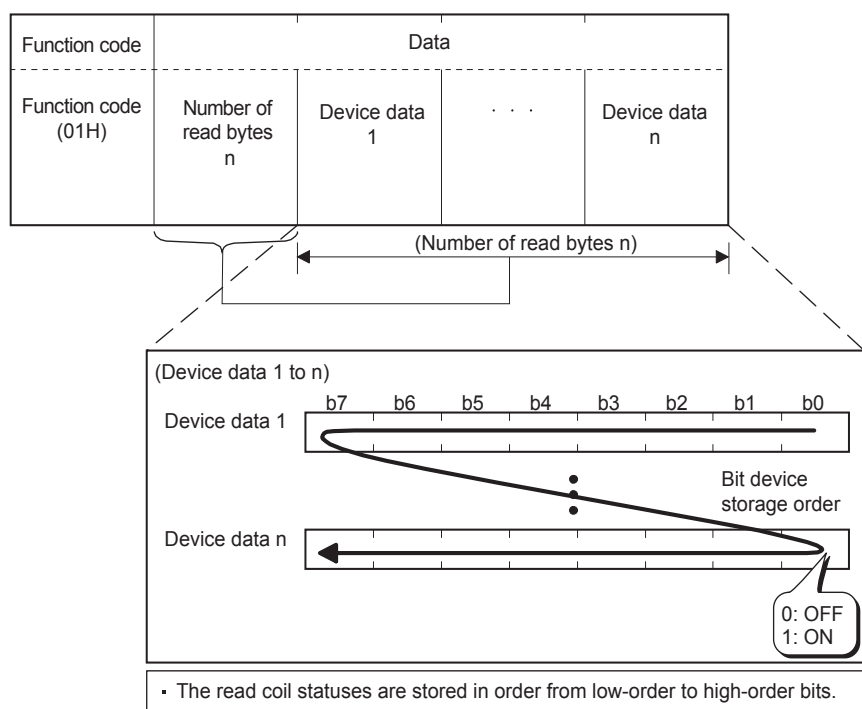 Function code
Data
Function code
(01H)
Number of
read bytes
n
Device data
1
· · ·
Device data
n
(Number of read bytes n)
(Device data 1 to n)
b7 b6 b5 b4 b3 b2 b1 b0
Device data 1
Bit device
storage order
Device data n
0: OFF
1: ON
▪ The read coil statuses are stored in order from low-order to high-order bits.